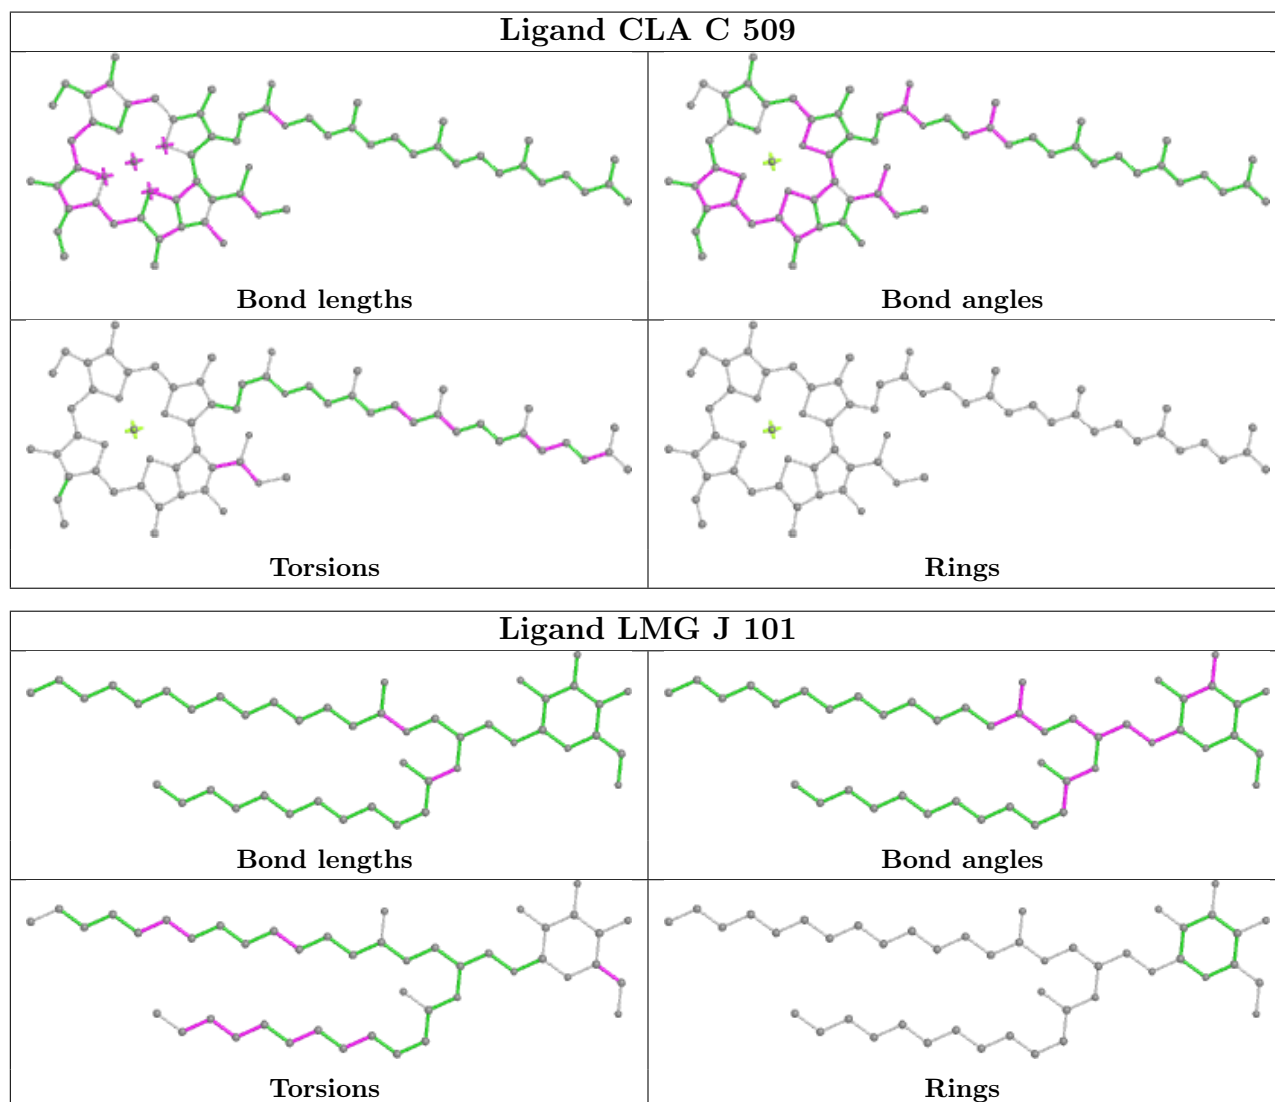 Ligand CLA C 509
Bond lengths
Bond angles
Torsions
Rings
Ligand LMG J 101
Bond lengths
Bond angles
Torsions
Rings